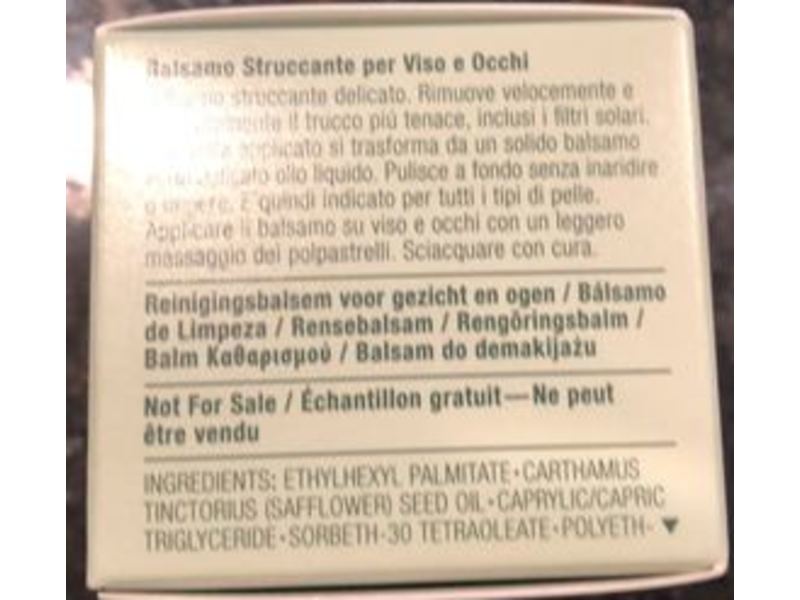 Balsamo Struccante per Viso e Occhi
struccante delicato. Rimuove velocemente e
il trucco più tenace, inclusi i filtri solari.
applicato si trasforma da un solido balsamo
olio liquido. Pulisce a fondo senza inaridire
o ungere. È quindi indicato per tutti i tipi di pelle.
Applicare il balsamo su viso e occhi con un leggero
massaggio dei polpastrelli. Sciacquare con cura.
Reinigingsbalsem voor gezicht en ogen / Bálsamo
de Limpeza / Rensebalsam / Rengöringsbalm /
Balm Καθαρισμού / Balsam do demakijażu
Not For Sale / Échantillon gratuit—Ne peut
être vendu
INGREDIENTS: ETHYLHEXYL PALMITATE•CARTHAMUS
TINCTORIUS (SAFFLOWER) SEED OIL•CAPRYLIC/CAPRIC
TRIGLYCERIDE•SORBETH-30 TETRAOLEATE•POLYETH- ▼